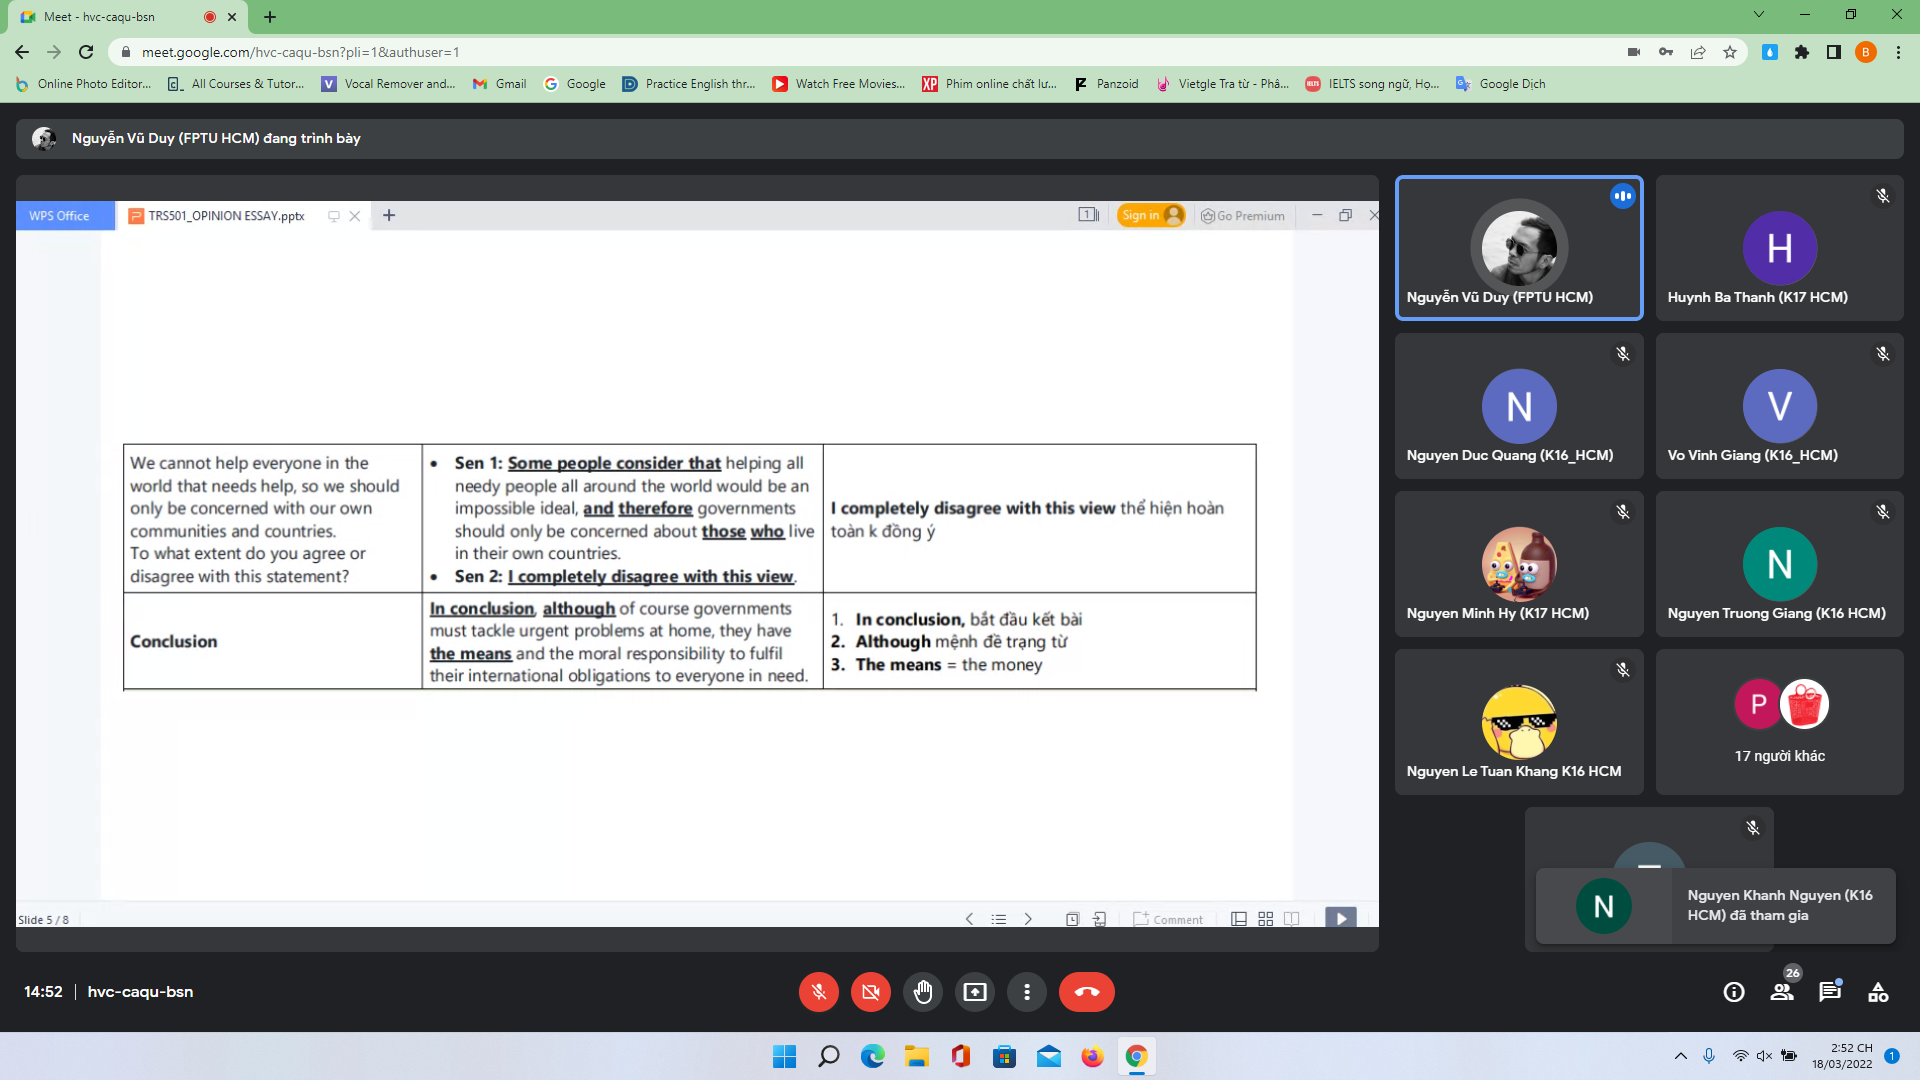 Meet - hvc-caqu-bsn
meet.google.com/hvc-caqu-bsn?pli=1&authuser=1
B
Online Photo Editor...
All Courses & Tutor...
Vocal Remover and...
Gmail
Google
Practice English thr...
Watch Free Movies...
XP Phim online chất lư...
Panzoid
Vietgle Tra từ - Phâ...
IELTS song ngữ, Họ...
Google Dịch
Nguyễn Vũ Duy (FPTU HCM) đang trình bày
WPS Office
TRS501_OPINION ESSAY.pptx
1
Sign in
Go Premium
We cannot help everyone in the
world that needs help, so we should
only be concerned with our own
communities and countries.
To what extent do you agree or
disagree with this statement?
• Sen 1: Some people consider that helping all
needy people all around the world would be an
impossible ideal, and therefore governments
should only be concerned about those who live
in their own countries.
• Sen 2: I completely disagree with this view.
I completely disagree with this view thể hiện hoàn
toàn k đồng ý
Conclusion
In conclusion, although of course governments
must tackle urgent problems at home, they have
the means and the moral responsibility to fulfil
their international obligations to everyone in need.
1. In conclusion, bắt đầu kết bài
2. Although mệnh đề trạng từ
3. The means = the money
Slide 5 / 8
Comment
Nguyễn Vũ Duy (FPTU HCM)
H
Huynh Ba Thanh (K17 HCM)
N
Nguyen Duc Quang (K16_HCM)
V
Vo Vinh Giang (K16_HCM)
Nguyen Minh Hy (K17 HCM)
N
Nguyen Truong Giang (K16 HCM)
Nguyen Le Tuan Khang K16 HCM
P
17 người khác
N
Nguyen Khanh Nguyen (K16
HCM) đã tham gia
14:52 | hvc-caqu-bsn
26
2:52 CH
18/03/2022
1